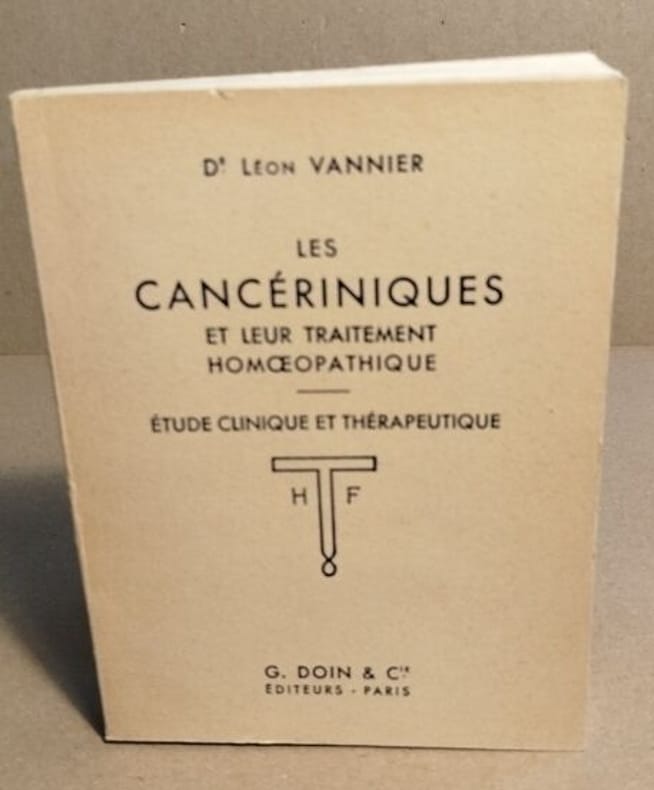 Dʳ Léon VANNIER
LES
CANCÉRINIQUES
ET LEUR TRAITEMENT
HOMŒOPATHIQUE
ÉTUDE CLINIQUE ET THÉRAPEUTIQUE
H T F
G. DOIN & Cⁱᵉ
ÉDITEURS - PARIS